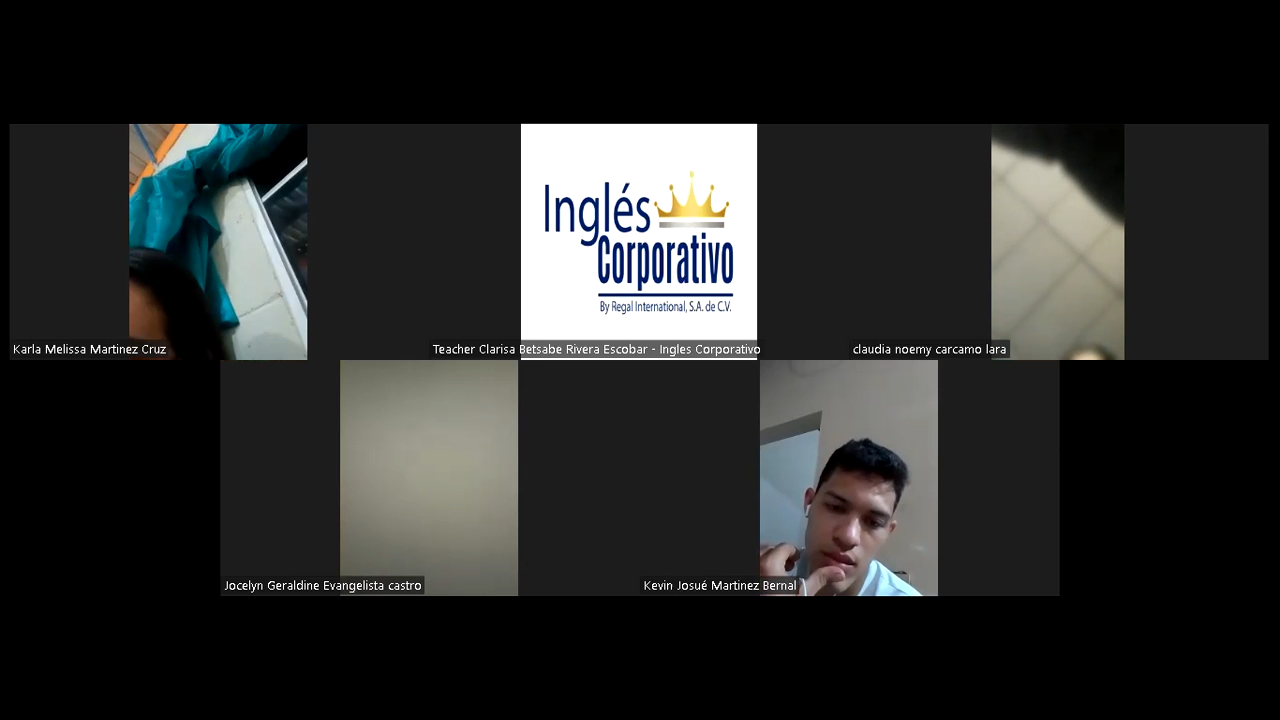 Inglés
Corporativo
By Regal International, S.A. de C.V.
Karla Melissa Martinez Cruz
Teacher Clarisa Betsabe Rivera Escobar - Ingles Corporativo
claudia noemy carcamo lara
Jocelyn Geraldine Evangelista castro
Kevin Josué Martinez Bernal